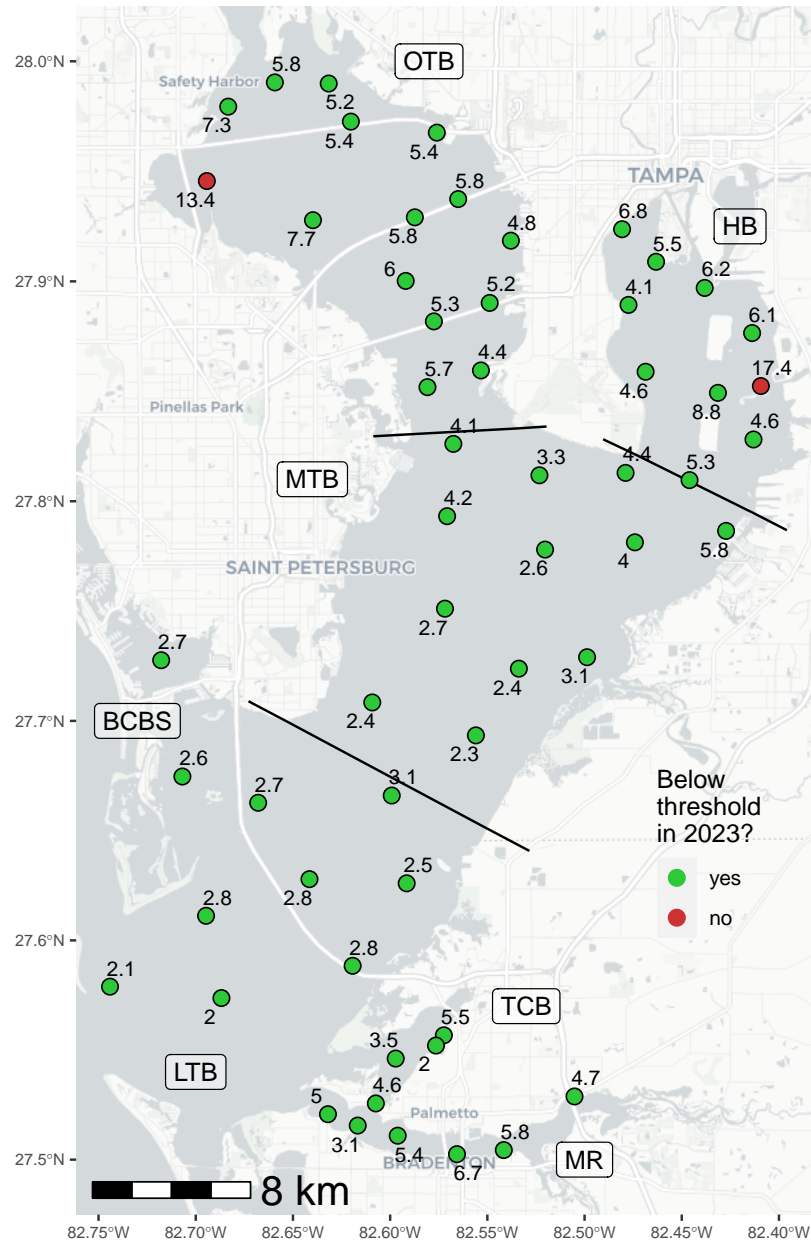 28.0°N
27.9°N
27.8°N
27.7°N
27.6°N
27.5°N
5.8
OTB
Safety Harbor
5.2
7.3
5.4
5.4
TAMPA
13.4
5.8
6.8
HB
7.7
5.8
4.8
5.5
6.2
6
5.2
4.1
5.3
6.1
4.4
17.4
5.7
4.6
Pinellas Park
8.8
4.6
4.1
MTB
3.3
4.4
5.3
4.2
2.6
4
5.8
SAINT PETERSBURG
2.7
2.7
2.4
3.1
BCBS
2.4
2.3
2.6
2.7
3.1
Below
threshold
in 2023?
yes
no
2.8
2.8
2.5
2.1
2
2.8
TCB
5.5
3.5
2
LTB
4.6
4.7
5
Palmetto
3.1
5.4
5.8
BRADENTON
6.7
MR
8 km
82.75°W
82.70°W
82.65°W
82.60°W
82.55°W
82.50°W
82.45°W
82.40°W